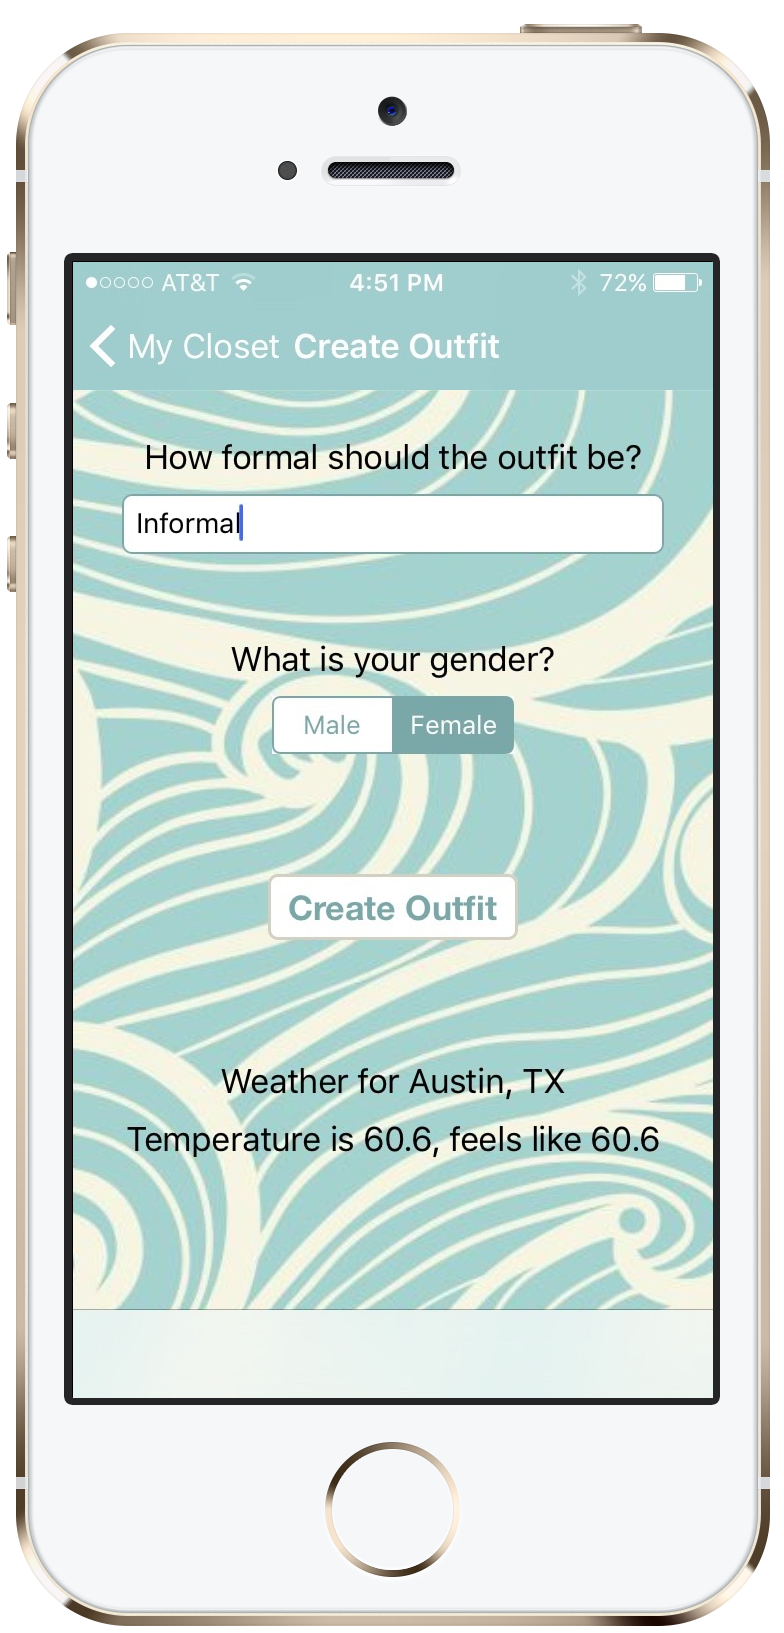 AT&T 4:51 PM 72%
My Closet Create Outfit
How formal should the outfit be?
Informal
What is your gender?
Male Female
Create Outfit
Weather for Austin, TX
Temperature is 60.6, feels like 60.6